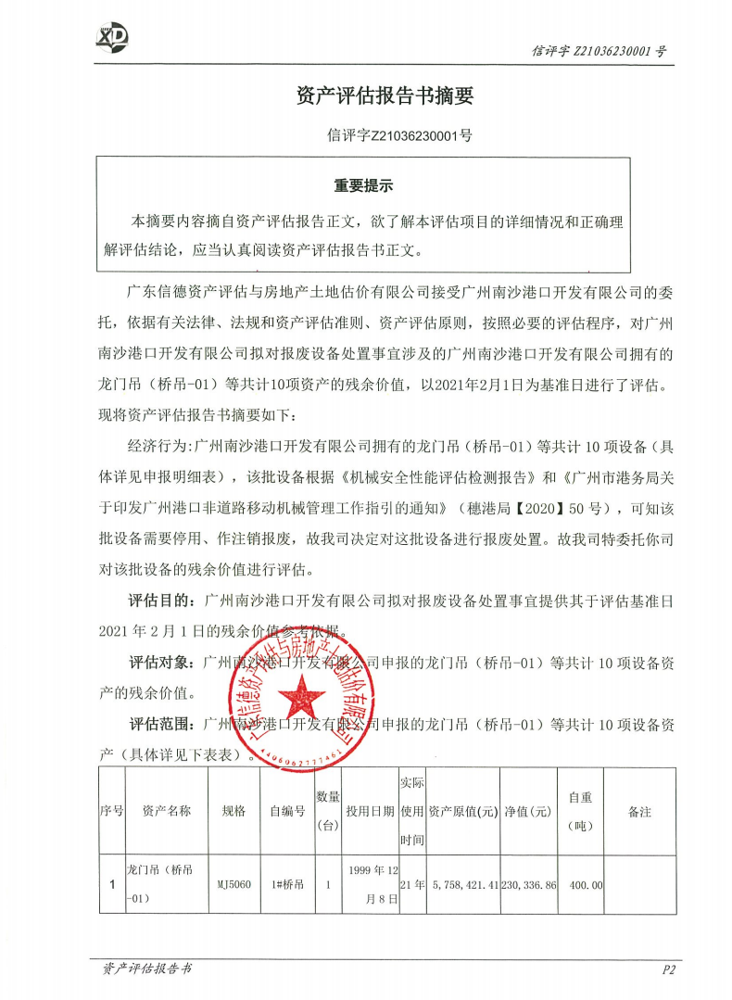 XD
信评字 Z21036230001 号
资产评估报告书摘要
信评字Z21036230001号
重要提示
本摘要内容摘自资产评估报告正文，欲了解本评估项目的详细情况和正确理
解评估结论，应当认真阅读资产评估报告书正文。
广东信德资产评估与房地产土地估价有限公司接受广州南沙港口开发有限公司的委
托，依据有关法律、法规和资产评估准则、资产评估原则，按照必要的评估程序，对广州
南沙港口开发有限公司拟对报废设备处置事宜涉及的广州南沙港口开发有限公司拥有的
龙门吊（桥吊-01）等共计10项资产的残余价值，以2021年2月1日为基准日进行了评估。
现将资产评估报告书摘要如下：
经济行为:广州南沙港口开发有限公司拥有的龙门吊（桥吊-01）等共计 10 项设备（具
体详见申报明细表），该批设备根据《机械安全性能评估检测报告》和《广州市港务局关
于印发广州港口非道路移动机械管理工作指引的通知》（穗港局【2020】50 号），可知该
批设备需要停用、作注销报废，故我司决定对这批设备进行报废处置。故我司特委托你司
对该批设备的残余价值进行评估。
评估目的：广州南沙港口开发有限公司拟对报废设备处置事宜提供其于评估基准日
2021 年 2 月 1 日的残余价值参考依据。
评估对象：广州南沙港口开发有限公司申报的龙门吊（桥吊-01）等共计 10 项设备资
产的残余价值。
评估范围：广州南沙港口开发有限公司申报的龙门吊（桥吊-01）等共计 10 项设备资
产（具体详见下表表）。
广东信德资产评估与房地产土地估价有限公司
4406062777461
序号 资产名称 规格 自编号 数量(台) 投用日期 实际使用时间 资产原值(元) 净值(元) 自重（吨） 备注
1 龙门吊（桥吊-01） MJ5060 1#桥吊 1 1999 年 12 月 8 日 21 年 5,758,421.41 230,336.86 400.00
资产评估报告书
P2